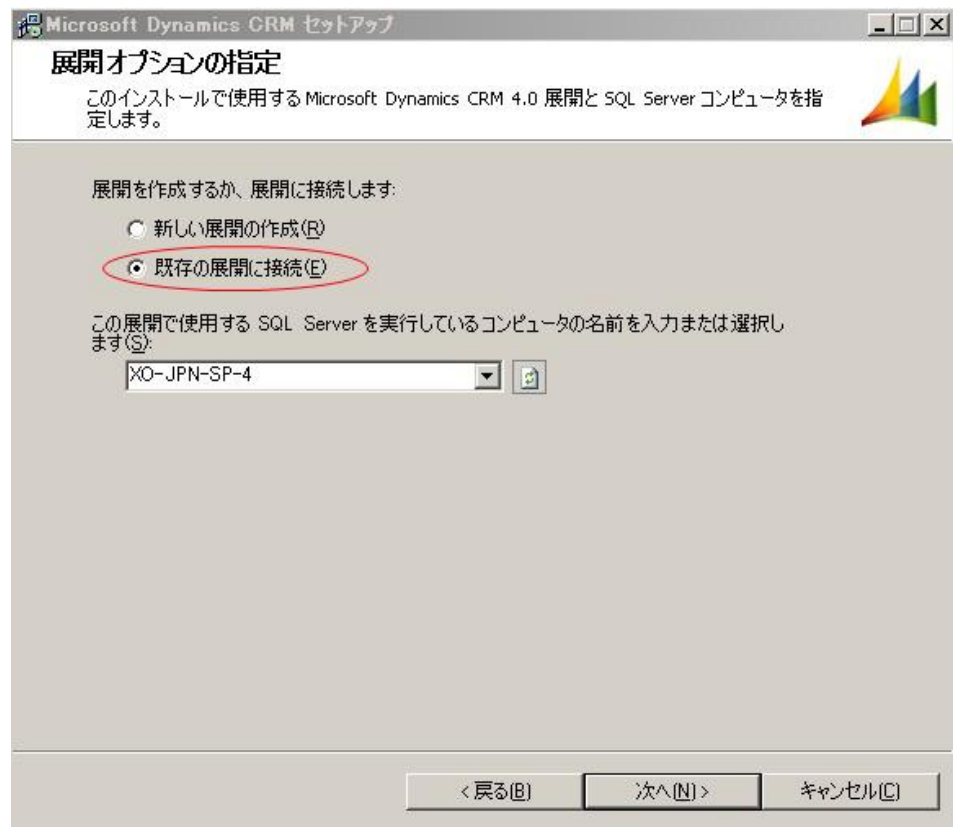 Microsoft Dynamics CRM セットアップ
展開オプションの指定
このインストールで使用する Microsoft Dynamics CRM 4.0 展開と SQL Server コンピュータを指
定します。
展開を作成するか、展開に接続します:
新しい展開の作成(R)
既存の展開に接続(E)
この展開で使用する SQL Server を実行しているコンピュータの名前を入力または選択し
ます(S):
XO-JPN-SP-4
<戻る(B)
次へ(N)>
キャンセル(C)